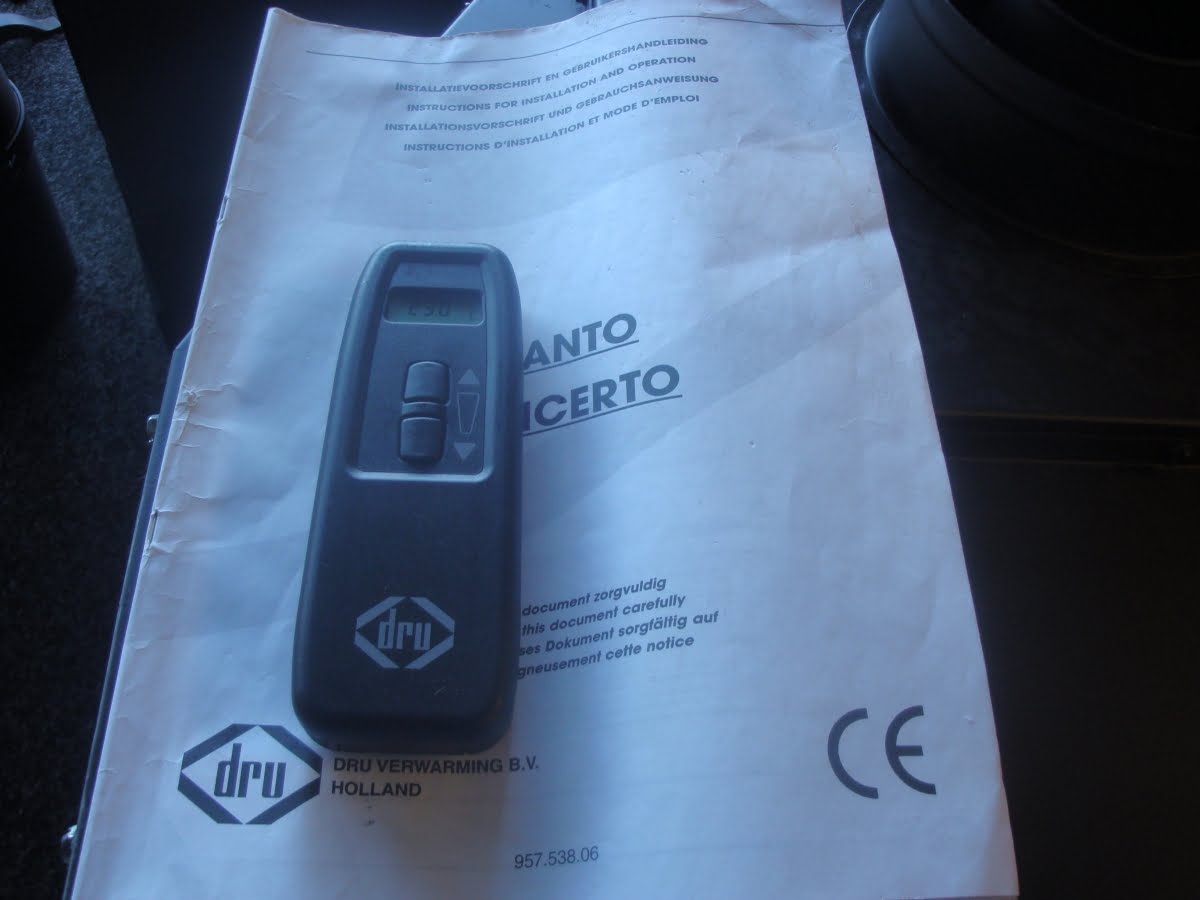 INSTALLATIEVOORSCHRIFT EN GEBRUIKERSHANDLEIDING
INSTRUCTIONS FOR INSTALLATION AND OPERATION
INSTALLATIONSVORSCHRIFT UND GEBRAUCHSANWEISUNG
INSTRUCTIONS D'INSTALLATION ET MODE D'EMPLOI
ANTO
CERTO
document zorgvuldig
this document carefully
ses Dokument sorgfältig auf
gneusement cette notice
dru
dru
DRU VERWARMING B.V.
HOLLAND
CE
957.538.06